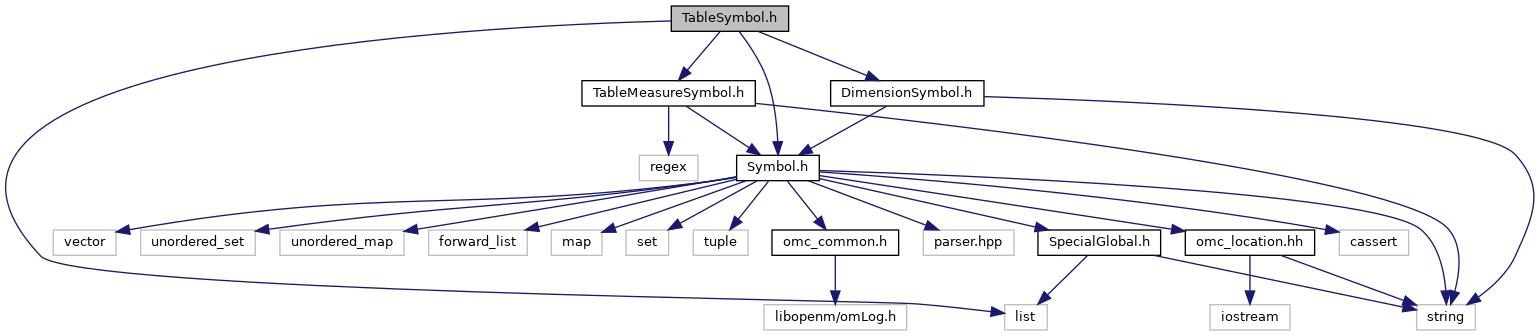 TableSymbol.h
TableMeasureSymbol.h
DimensionSymbol.h
regex
Symbol.h
vector
unordered_set
unordered_map
forward_list
map
set
tuple
omc_common.h
parser.hpp
SpecialGlobal.h
omc_location.hh
cassert
libopenm/omLog.h
list
iostream
string